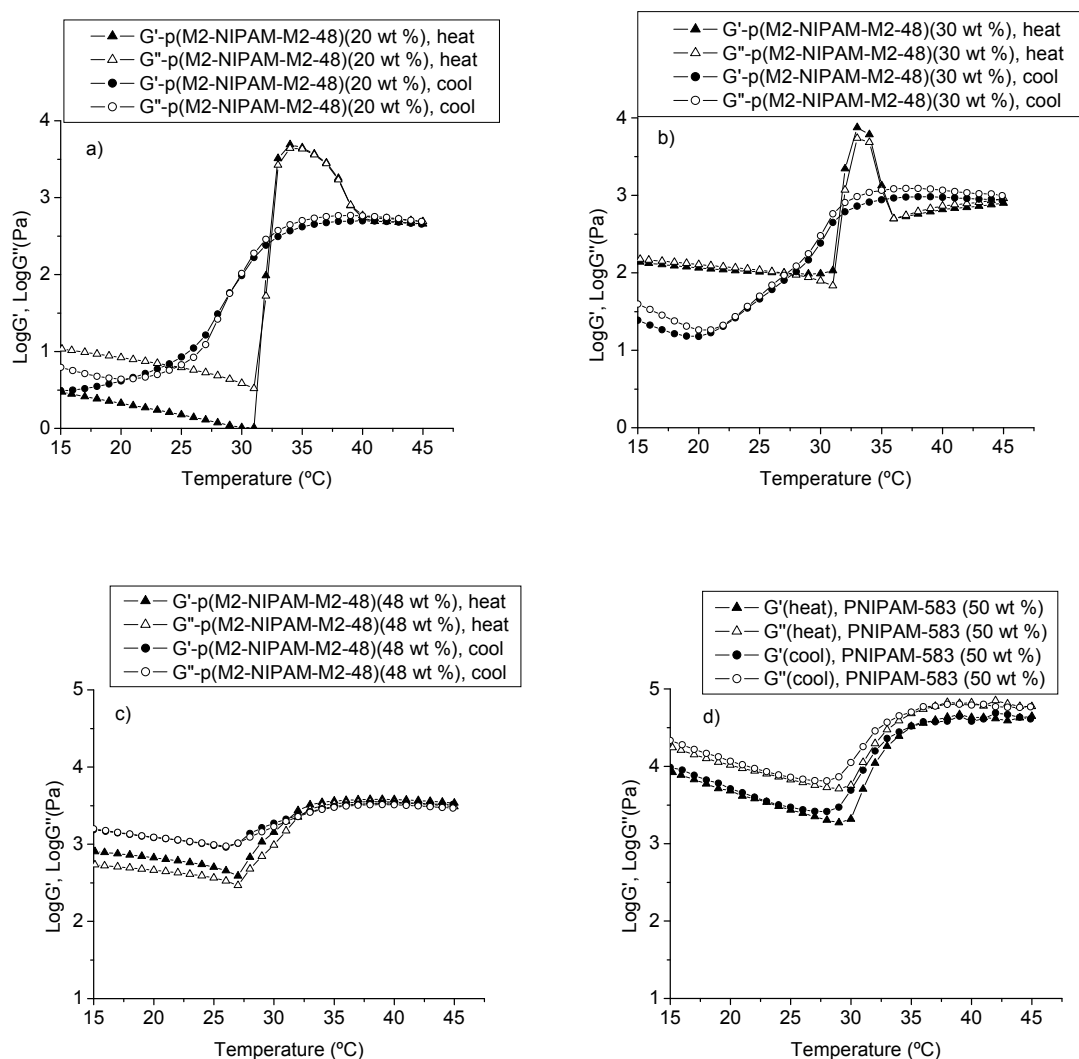 G'-p(M2-NIPAM-M2-48)(20 wt %), heat
G"-p(M2-NIPAM-M2-48)(20 wt %), heat
G'-p(M2-NIPAM-M2-48)(20 wt %), cool
G"-p(M2-NIPAM-M2-48)(20 wt %), cool
4
a)
3
2
1
0
LogG', LogG"(Pa)
15 20 25 30 35 40 45
Temperature (ºC)
G'-p(M2-NIPAM-M2-48)(30 wt %), heat
G"-p(M2-NIPAM-M2-48)(30 wt %), heat
G'-p(M2-NIPAM-M2-48)(30 wt %), cool
G"-p(M2-NIPAM-M2-48)(30 wt %), cool
4
b)
3
2
1
0
LogG', LogG"(Pa)
15 20 25 30 35 40 45
Temperature (ºC)
G'-p(M2-NIPAM-M2-48)(48 wt %), heat
G"-p(M2-NIPAM-M2-48)(48 wt %), heat
G'-p(M2-NIPAM-M2-48)(48 wt %), cool
G"-p(M2-NIPAM-M2-48)(48 wt %), cool
5
c)
4
3
2
1
LogG', LogG"(Pa)
15 20 25 30 35 40 45
Temperature (ºC)
G'(heat), PNIPAM-583 (50 wt %)
G"(heat), PNIPAM-583 (50 wt %)
G'(cool), PNIPAM-583 (50 wt %)
G"(cool), PNIPAM-583 (50 wt %)
5
d)
4
3
2
1
LogG', LogG"(Pa)
15 20 25 30 35 40 45
Temperature (ºC)